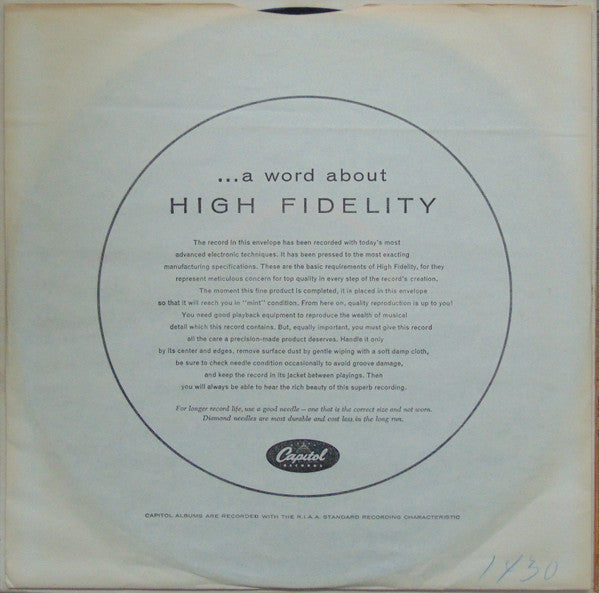 ...a word about
HIGH FIDELITY
The record in this envelope has been recorded with today's most
advanced electronic techniques. It has been pressed to the most exacting
manufacturing specifications. These are the basic requirements of High Fidelity, for they
represent meticulous concern for top quality in every step of the record's creation.
The moment this fine product is completed, it is placed in this envelope
so that it will reach you in "mint" condition. From here on, quality reproduction is up to you!
You need good playback equipment to reproduce the wealth of musical
detail which this record contains. But, equally important, you must give this record
all the care a precision-made product deserves. Handle it only
by its center and edges, remove surface dust by gentle wiping with a soft damp cloth,
be sure to check needle condition occasionally to avoid groove damage,
and keep the record in its jacket between playings. Then
you will always be able to hear the rich beauty of this superb recording.
For longer record life, use a good needle – one that is the correct size and not worn.
Diamond needles are most durable and cost less in the long run.
Capitol
RECORDS
CAPITOL ALBUMS ARE RECORDED WITH THE R.I.A.A. STANDARD RECORDING CHARACTERISTIC
1430